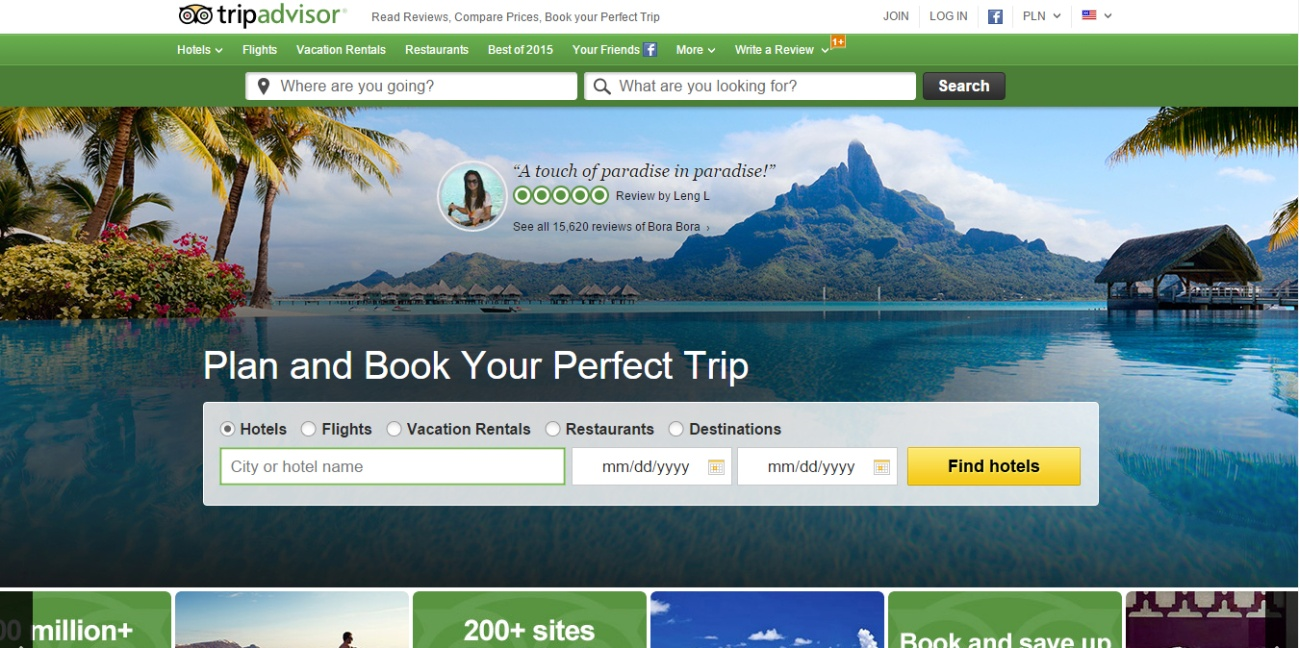 tripadvisor®
Read Reviews, Compare Prices, Book your Perfect Trip
JOIN
LOG IN
f
PLN
Hotels
Flights
Vacation Rentals
Restaurants
Best of 2015
Your Friends f
More
Write a Review
1+
Where are you going?
What are you looking for?
Search
“A touch of paradise in paradise!”
Review by Leng L
See all 15,620 reviews of Bora Bora ›
Plan and Book Your Perfect Trip
Hotels
Flights
Vacation Rentals
Restaurants
Destinations
City or hotel name
mm/dd/yyyy
mm/dd/yyyy
Find hotels
million+
200+ sites
Book and save up